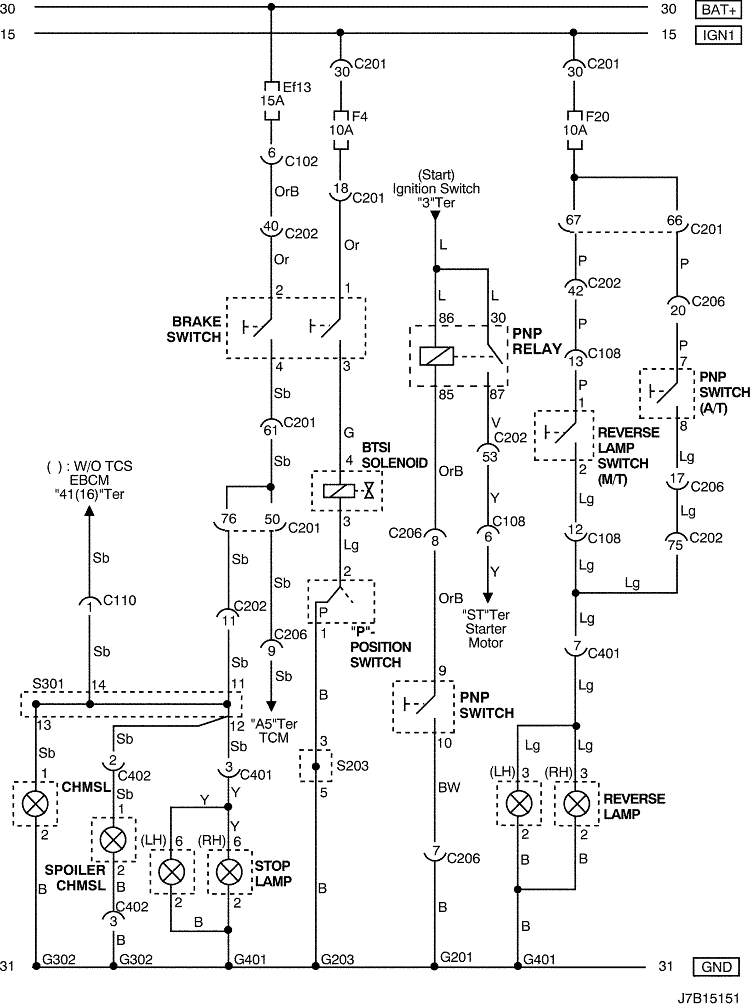 30 30 BAT+
15 15 IGN1
C201
30
C201
30
Ef13
15A
F4
10A
F20
10A
6
C102
18
C201
(Start)
Ignition Switch
"3"Ter
67 66
C201
OrB
40
C202
Or
Or
L
P
P
42
C202
20
C206
2 1
L L
86 30
P
P
BRAKE
SWITCH
PNP
RELAY
13
C108
7
P
1
PNP
SWITCH
(A/T)
4 3
85 87
8
Sb
G
V
C202
53
REVERSE
LAMP
SWITCH
(M/T)
2
Lg
17
C206
61
C201
Sb
4
BTSI
SOLENOID
OrB
Y
Lg
Lg
( ) : W/O TCS
EBCM
"41(16)"Ter
76 50
C201
3
C206
8
C108
6
12
C108
75
C202
Lg
Sb
Sb
Sb
2
Y
Lg
Lg
C110
1
P
OrB
"ST"Ter
Starter
Motor
Lg
C202
11
C206
9
1
"P"-
POSITION
SWITCH
7
C401
Sb
Sb
Sb
9
Lg
S301
14 11
B
PNP
SWITCH
13 12
"A5"Ter
TCM
10
Sb
Sb
Sb
3
S203
5
Lg
Lg
2
C402
3
C401
1
CHMSL
Sb
1
Y
Y
Y
BW
(LH) 3
(RH) 3
REVERSE
LAMP
2
(LH) 6
(RH) 6
2 2
SPOILER
CHMSL
2
STOP
LAMP
7
C206
B
B
B
B
2 2
C402
3
B
B
B
B
B
31 G302 G302 G401 G203 G201 G401 31 GND
J7B15151